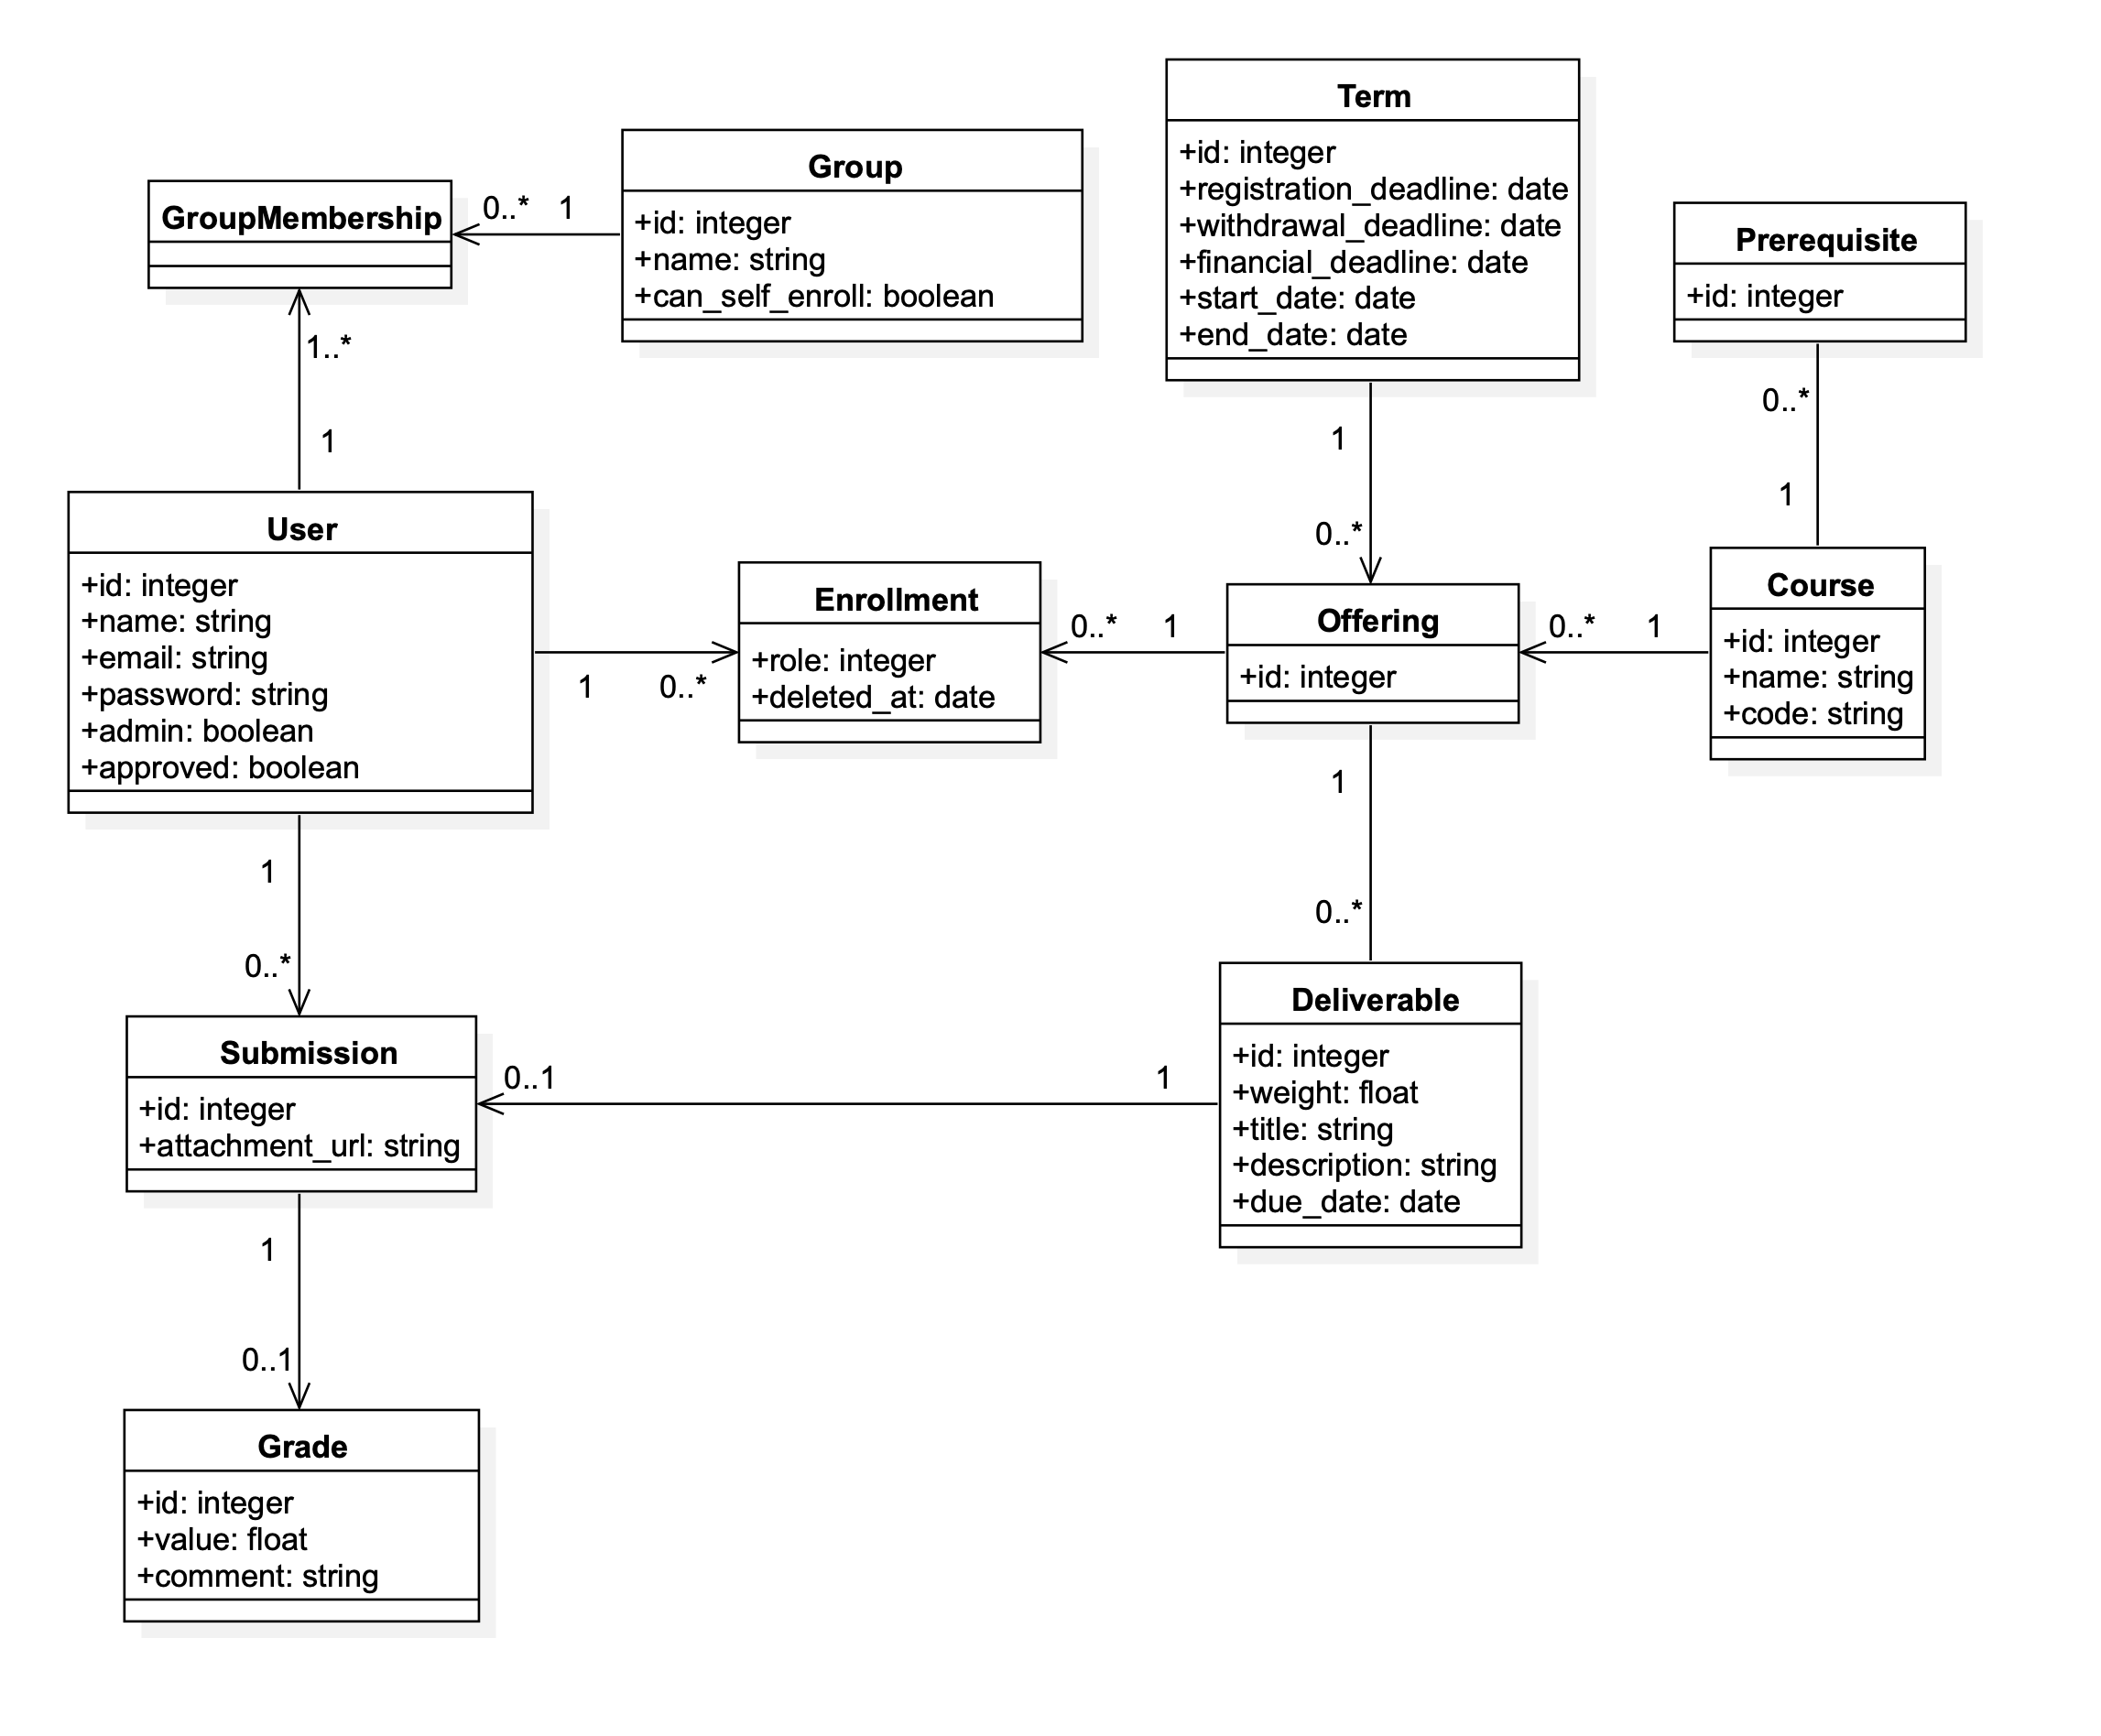 Term
+id: integer
+registration_deadline: date
+withdrawal_deadline: date
+financial_deadline: date
+start_date: date
+end_date: date
Group
+id: integer
+name: string
+can_self_enroll: boolean
GroupMembership
0..* 1
Prerequisite
+id: integer
1..*
1
0..*
1
1
0..*
User
+id: integer
+name: string
+email: string
+password: string
+admin: boolean
+approved: boolean
1 0..*
Enrollment
+role: integer
+deleted_at: date
0..* 1
Offering
+id: integer
0..* 1
Course
+id: integer
+name: string
+code: string
1
0..*
1
0..*
Submission
+id: integer
+attachment_url: string
0..1 1
Deliverable
+id: integer
+weight: float
+title: string
+description: string
+due_date: date
1
0..1
Grade
+id: integer
+value: float
+comment: string